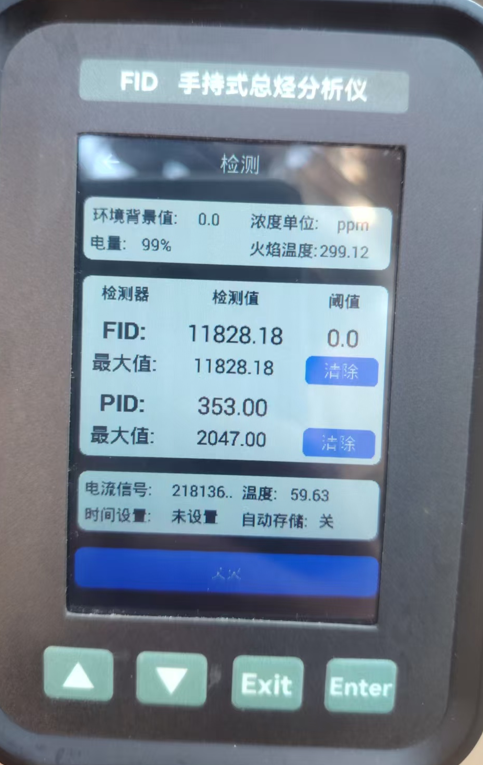 FID 手持式总烃分析仪
检测
环境背景值: 0.0 浓度单位: ppm
电量: 99% 火焰温度:299.12
检测器 检测值 阈值
FID: 11828.18 0.0
最大值: 11828.18 清除
PID: 353.00
最大值: 2047.00 清除
电流信号: 218136.. 温度: 59.63
时间设置: 未设置 自动存储: 关
Exit Enter